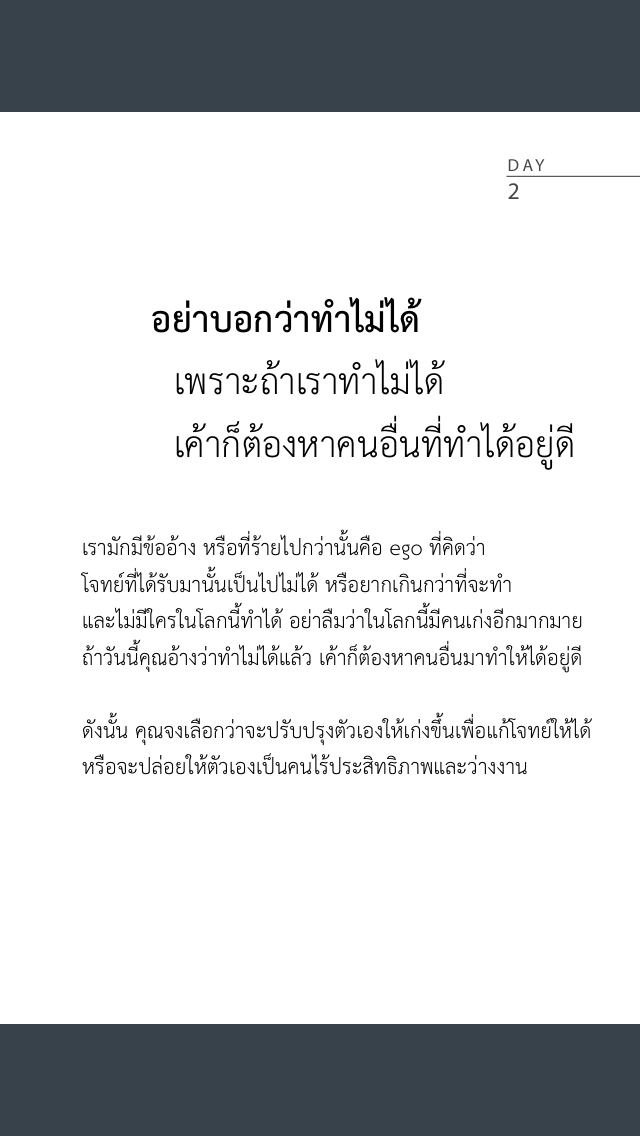 DAY
2
อย่าบอกว่าทำไม่ได้
เพราะถ้าเราทำไม่ได้
เค้าก็ต้องหาคนอื่นที่ทำได้อยู่ดี
เรามักมีข้ออ้าง หรือที่ร้ายไปกว่านั้นคือ ego ที่คิดว่า
โจทย์ที่ได้รับมานั้นเป็นไปไม่ได้ หรือยากเกินกว่าที่จะทำ
และไม่มีใครในโลกนี้ทำได้ อย่าลืมว่าในโลกนี้มีคนเก่งอีกมากมาย
ถ้าวันนี้คุณอ้างว่าทำไม่ได้แล้ว เค้าก็ต้องหาคนอื่นมาทำให้ได้อยู่ดี
ดังนั้น คุณจงเลือกว่าจะปรับปรุงตัวเองให้เก่งขึ้นเพื่อแก้โจทย์ให้ได้
หรือจะปล่อยให้ตัวเองเป็นคนไร้ประสิทธิภาพและว่างงาน